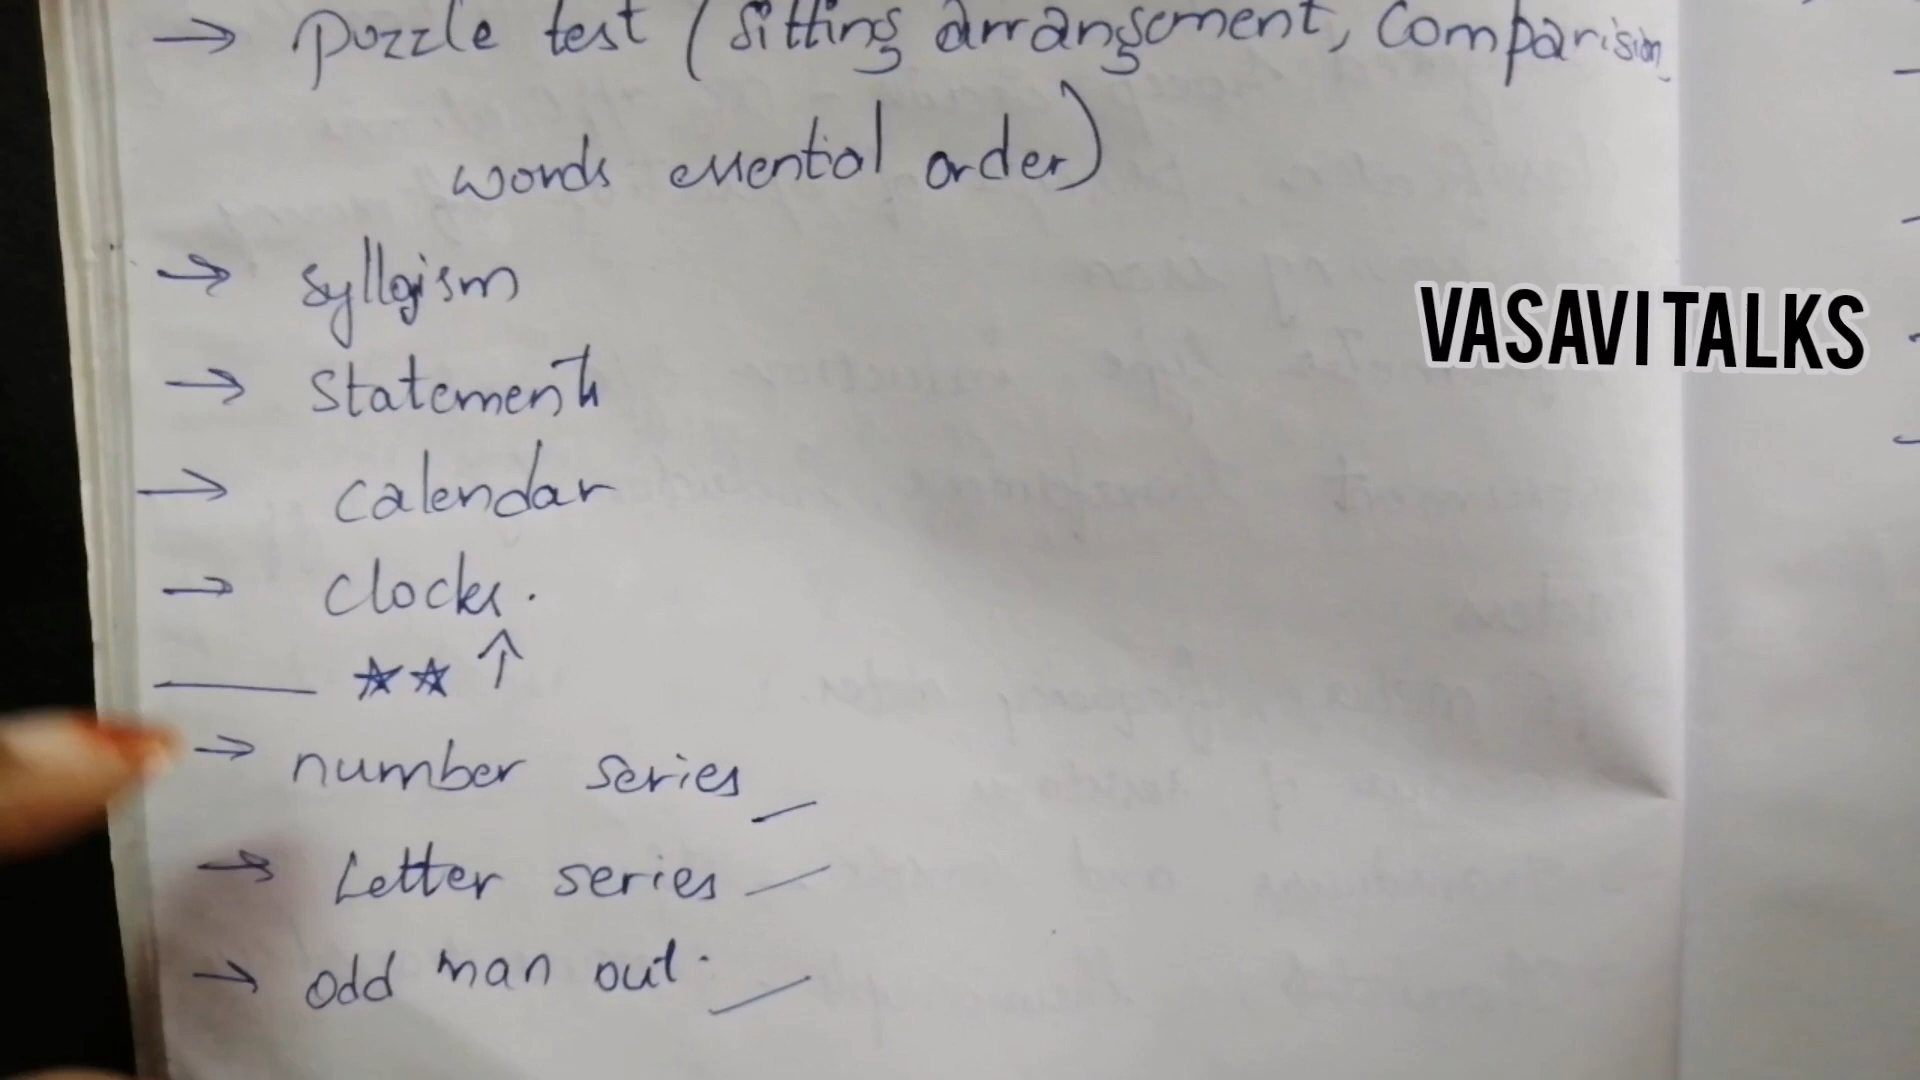 → puzzle test (Sitting arrangement, Comparision,
words essential order)
→ syllogism
→ Statements
→ calendar
→ clocks.
★★ ↑
→ number series
→ Letter series
→ odd man out.
VASAVI TALKS